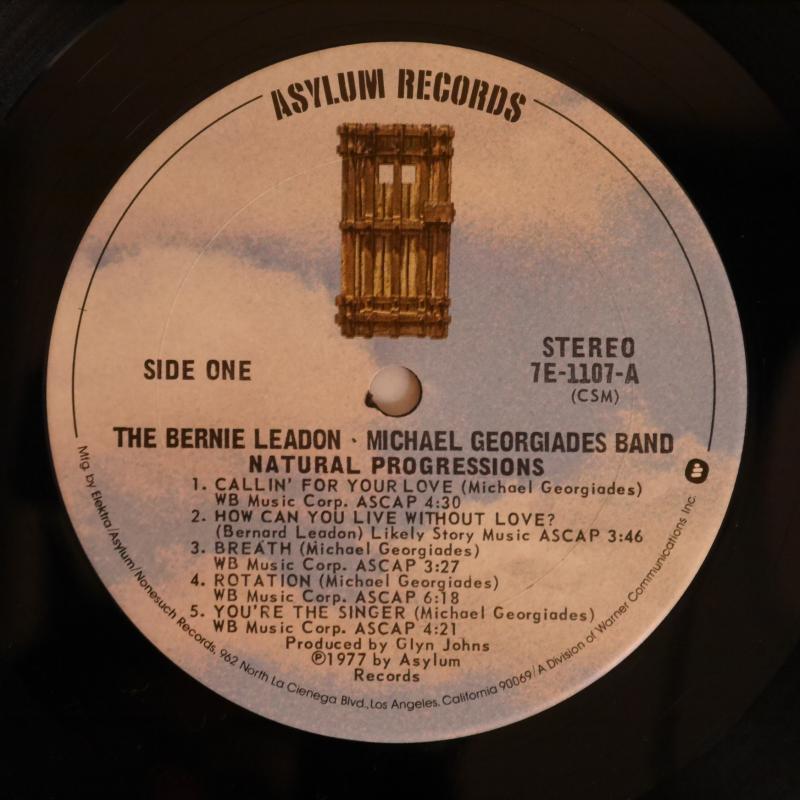 ASYLUM RECORDS
SIDE ONE
STEREO
7E-1107-A
(CSM)
THE BERNIE LEADON · MICHAEL GEORGIADES BAND
NATURAL PROGRESSIONS
1. CALLIN' FOR YOUR LOVE (Michael Georgiades)
WB Music Corp. ASCAP 4:30
2. HOW CAN YOU LIVE WITHOUT LOVE?
(Bernard Leadon) Likely Story Music ASCAP 3:46
3. BREATH (Michael Georgiades)
WB Music Corp. ASCAP 3:27
4. ROTATION (Michael Georgiades)
WB Music Corp. ASCAP 6:18
5. YOU'RE THE SINGER (Michael Georgiades)
WB Music Corp. ASCAP 4:21
Produced by Glyn Johns
℗1977 by Asylum
Records
Mfg. by Elektra/Asylum/Nonesuch Records, 962 North La Cienega Blvd., Los Angeles, California 90069/A Division of Warner Communications Inc.